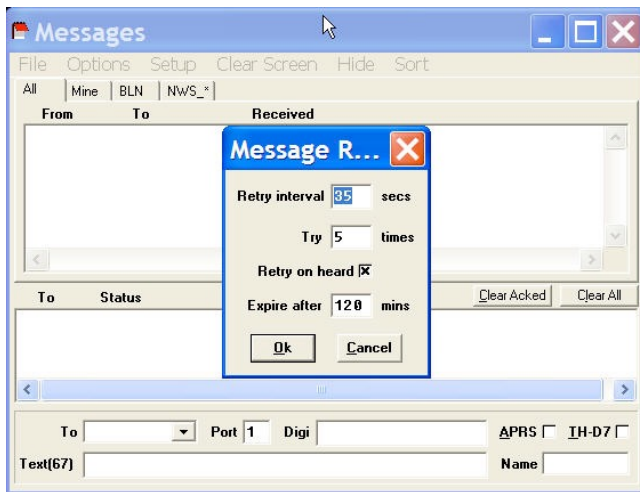 Messages
File Options Setup Clear Screen Hide Sort
All Mine BLN NWS_*
From To Received
Message R...
Retry interval 35 secs
Try 5 times
Retry on heard
Expire after 120 mins
Ok Cancel
To Status Clear Acked Clear All
To Port 1 Digi APRS TH-D7
Text(67) Name